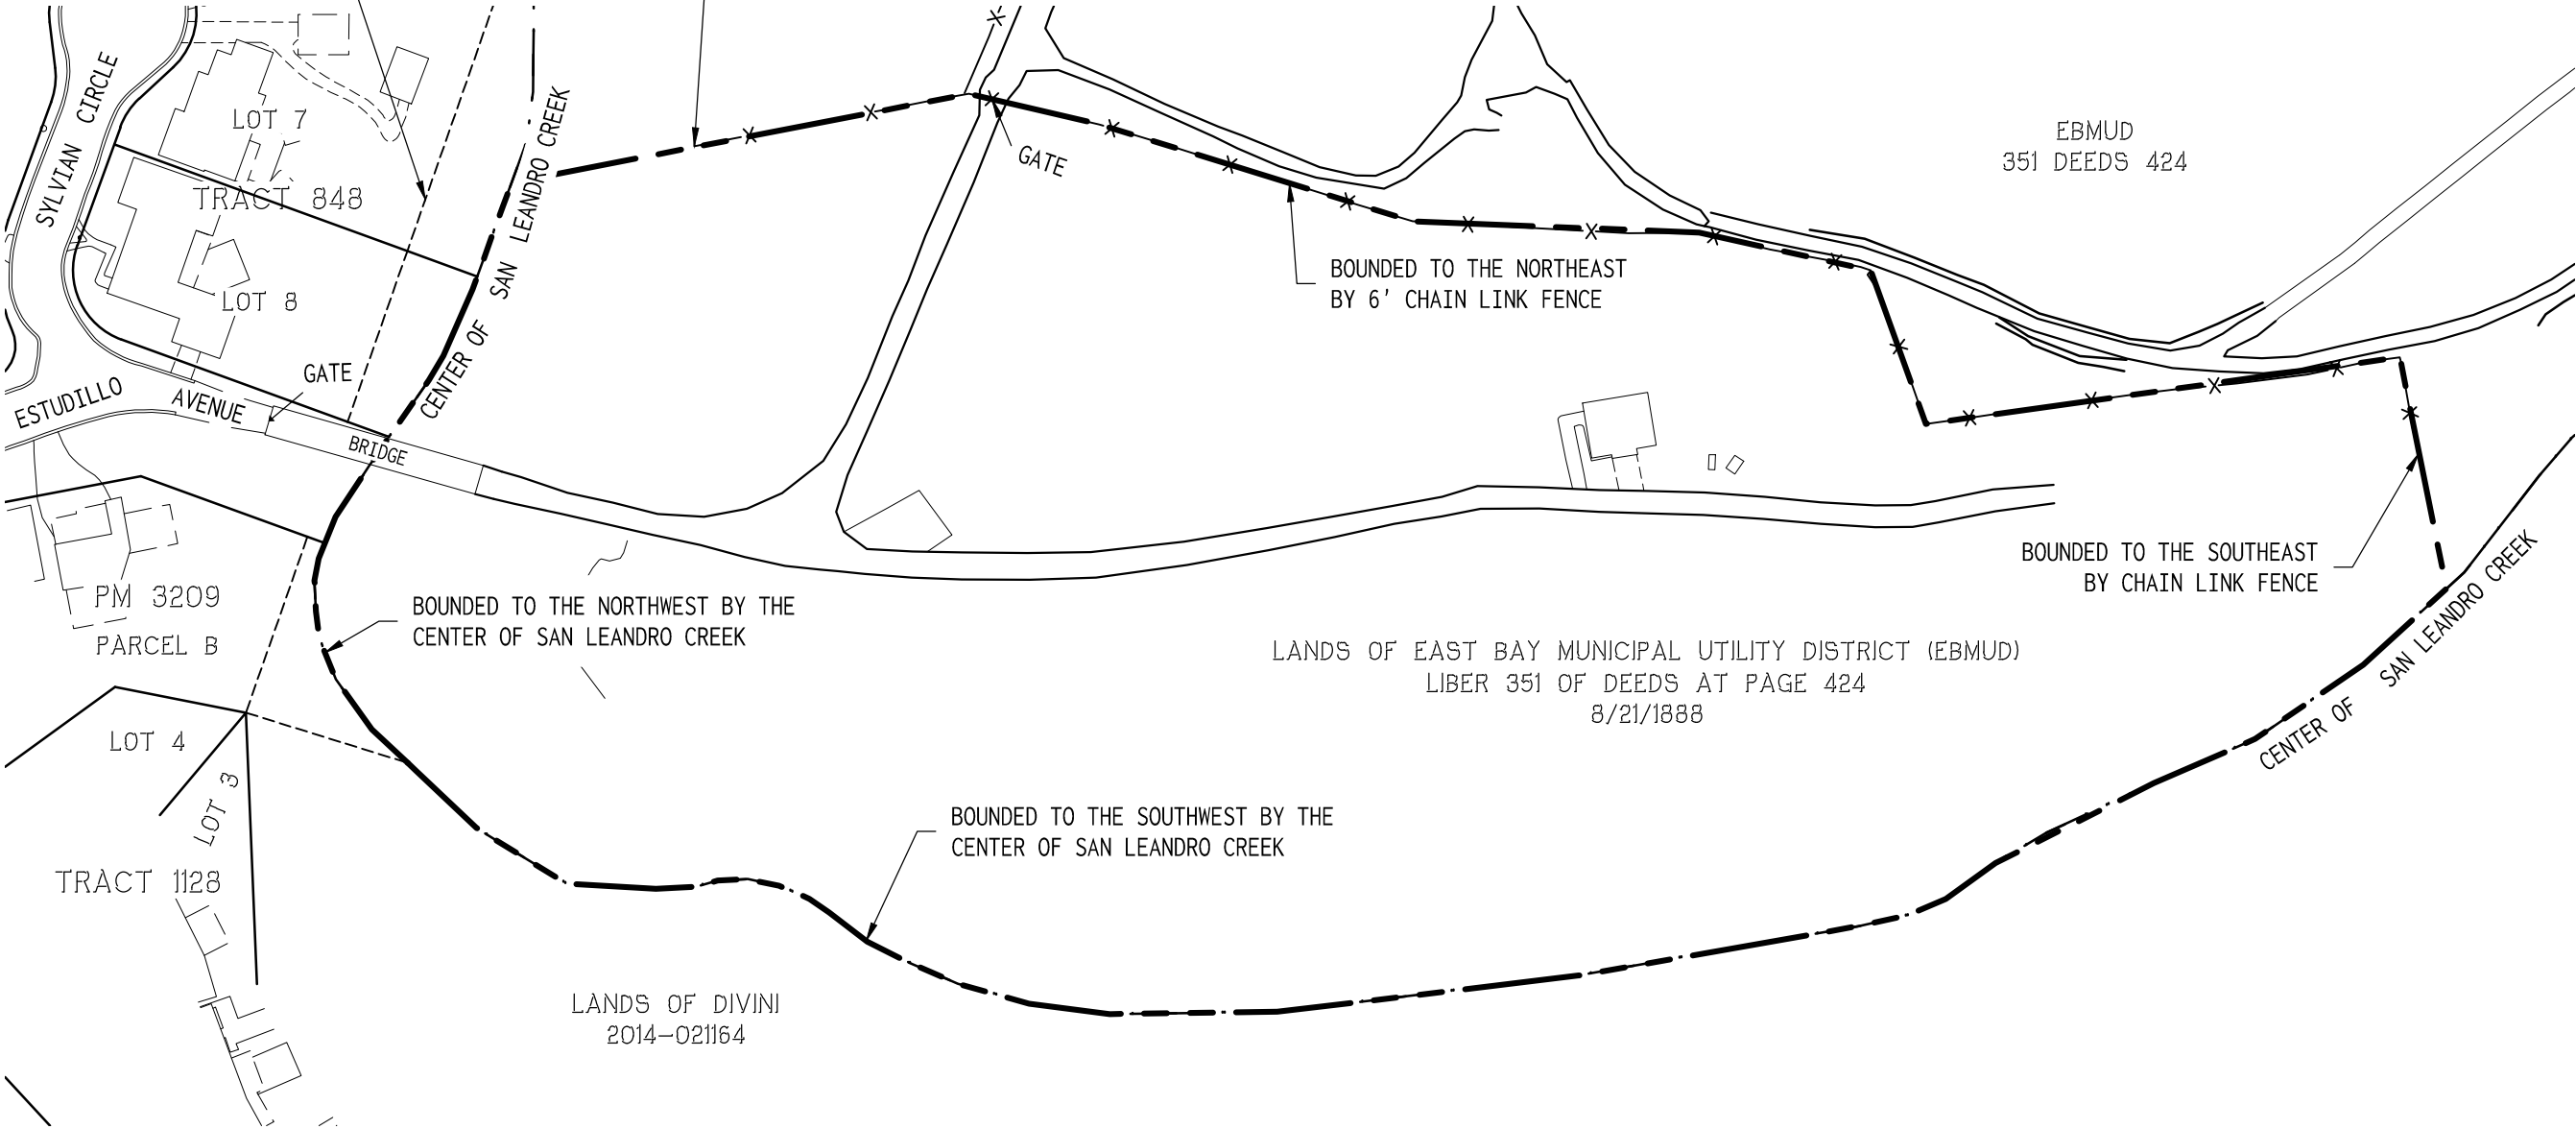 SYLVIAN CIRCLE
LOT 7
TRACT 848
LOT 8
CENTER OF SAN LEANDRO CREEK
GATE
EBMUD
351 DEEDS 424
BOUNDED TO THE NORTHEAST
BY 6' CHAIN LINK FENCE
GATE
ESTUDILLO AVENUE
BRIDGE
BOUNDED TO THE SOUTHEAST
BY CHAIN LINK FENCE
PM 3209
PARCEL B
BOUNDED TO THE NORTHWEST BY THE
CENTER OF SAN LEANDRO CREEK
LANDS OF EAST BAY MUNICIPAL UTILITY DISTRICT (EBMUD)
LIBER 351 OF DEEDS AT PAGE 424
8/21/1888
CENTER OF SAN LEANDRO CREEK
LOT 4
LOT 3
TRACT 1128
BOUNDED TO THE SOUTHWEST BY THE
CENTER OF SAN LEANDRO CREEK
LANDS OF DIVINI
2014-021164